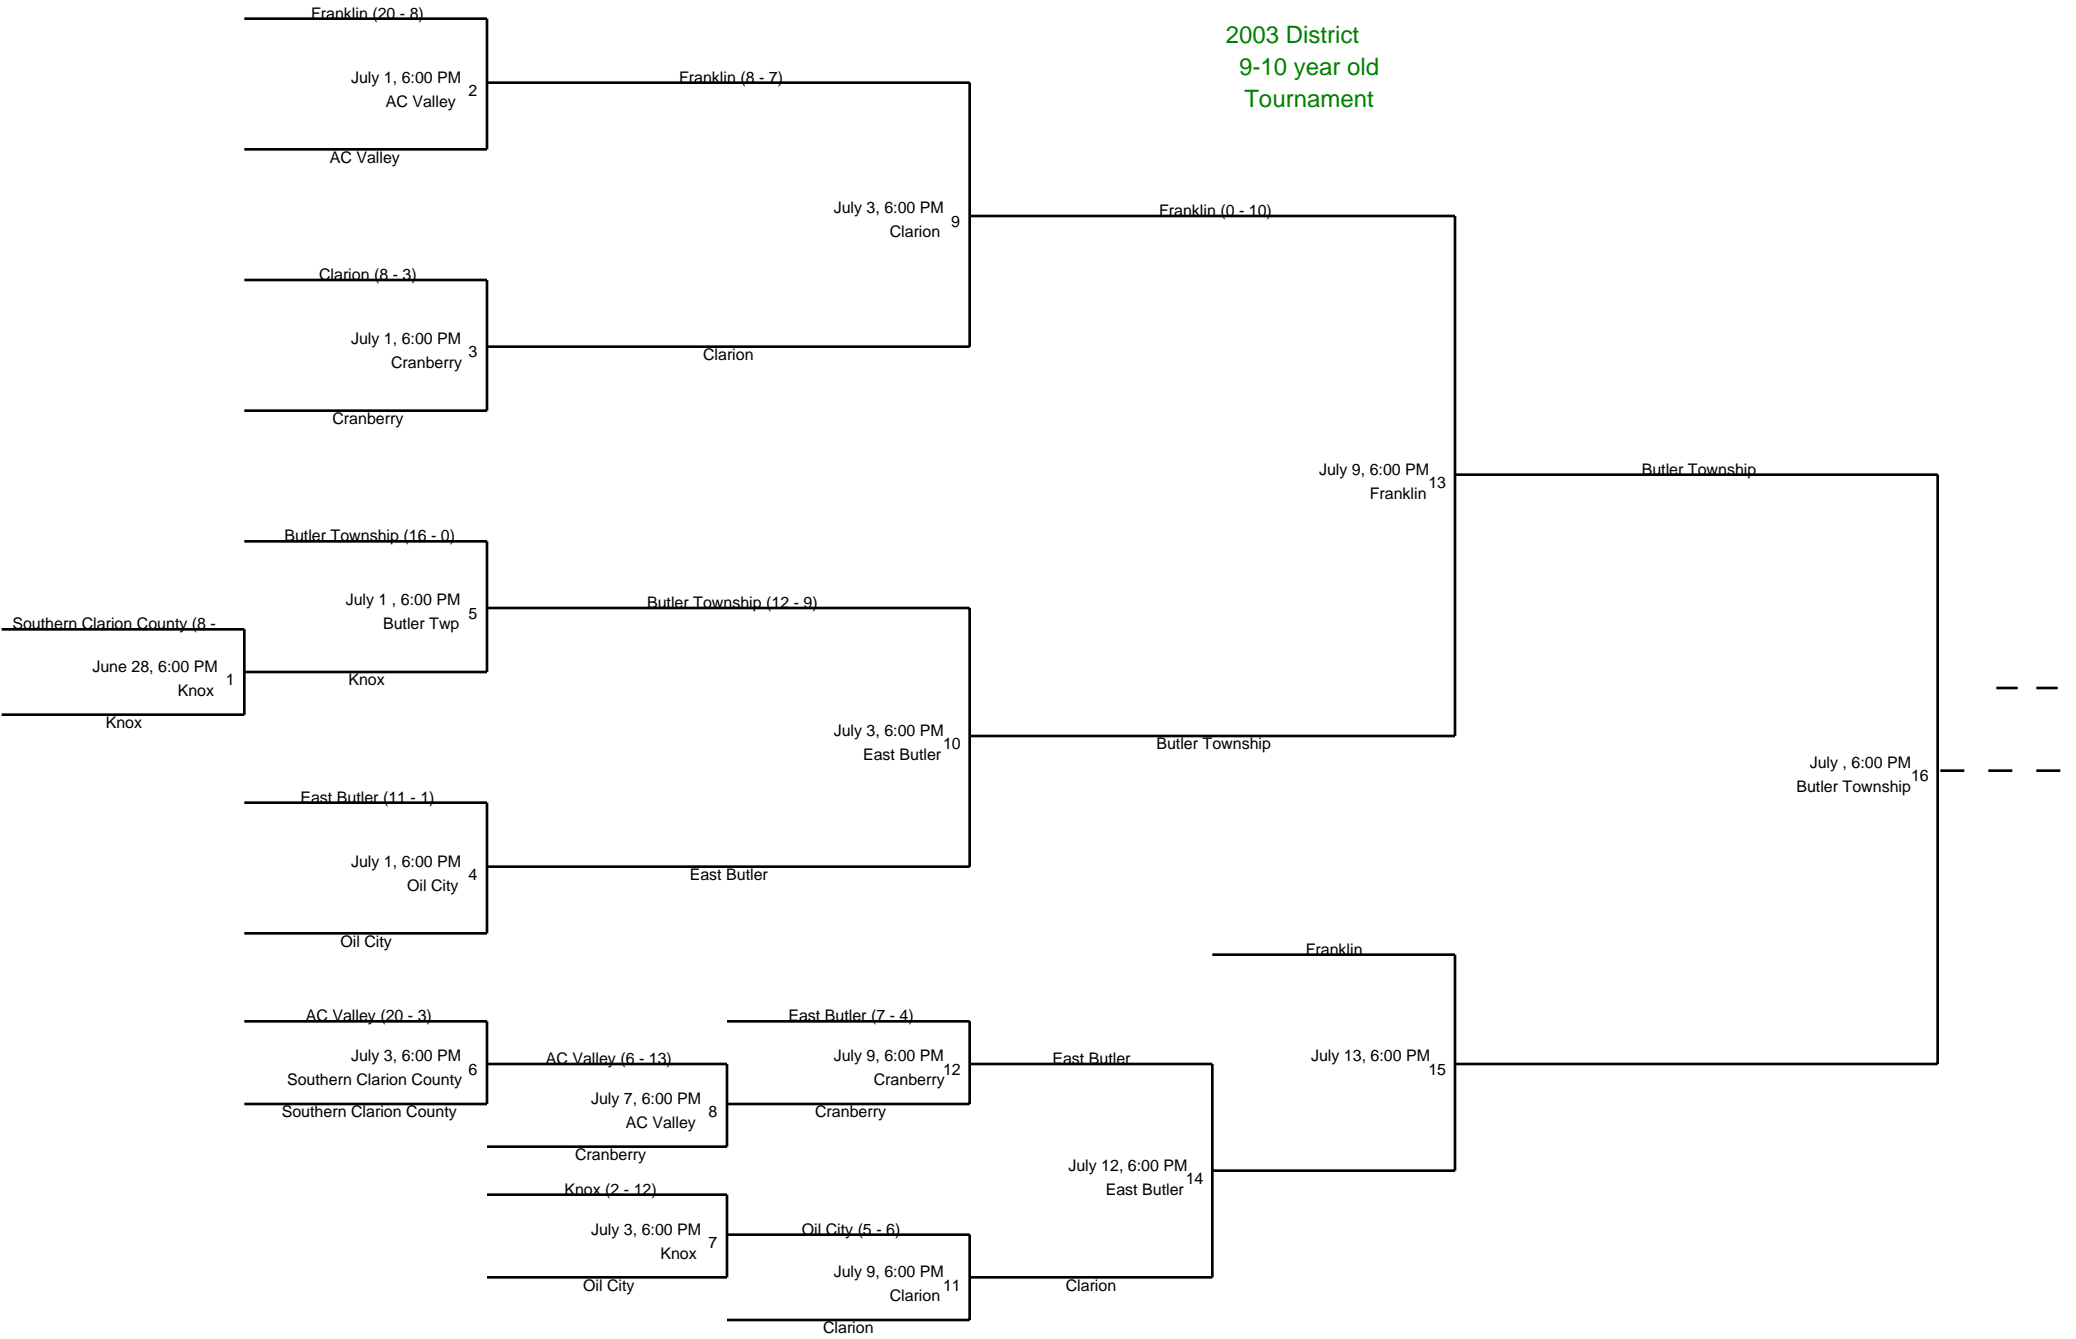 Franklin (20 - 8)
2003 District
9-10 year old
Tournament
July 1, 6:00 PM
AC Valley
2
Franklin (8 - 7)
AC Valley
July 3, 6:00 PM
Clarion
9
Franklin (0 - 10)
Clarion (8 - 3)
July 1, 6:00 PM
Cranberry
3
Clarion
Cranberry
July 9, 6:00 PM
Franklin
13
Butler Township
Butler Township (16 - 0)
July 1 , 6:00 PM
Butler Twp
5
Butler Township (12 - 9)
Southern Clarion County (8 -
June 28, 6:00 PM
Knox
1
Knox
Knox
July 3, 6:00 PM
East Butler
10
Butler Township
July , 6:00 PM
Butler Township
16
East Butler (11 - 1)
July 1, 6:00 PM
Oil City
4
East Butler
Oil City
Franklin
AC Valley (20 - 3)
July 3, 6:00 PM
Southern Clarion County
6
Southern Clarion County
AC Valley (6 - 13)
July 7, 6:00 PM
AC Valley
8
Cranberry
East Butler (7 - 4)
July 9, 6:00 PM
Cranberry
12
Cranberry
East Butler
July 13, 6:00 PM
15
July 12, 6:00 PM
East Butler
14
Knox (2 - 12)
July 3, 6:00 PM
Knox
7
Oil City
Oil City (5 - 6)
July 9, 6:00 PM
Clarion
11
Clarion
Clarion